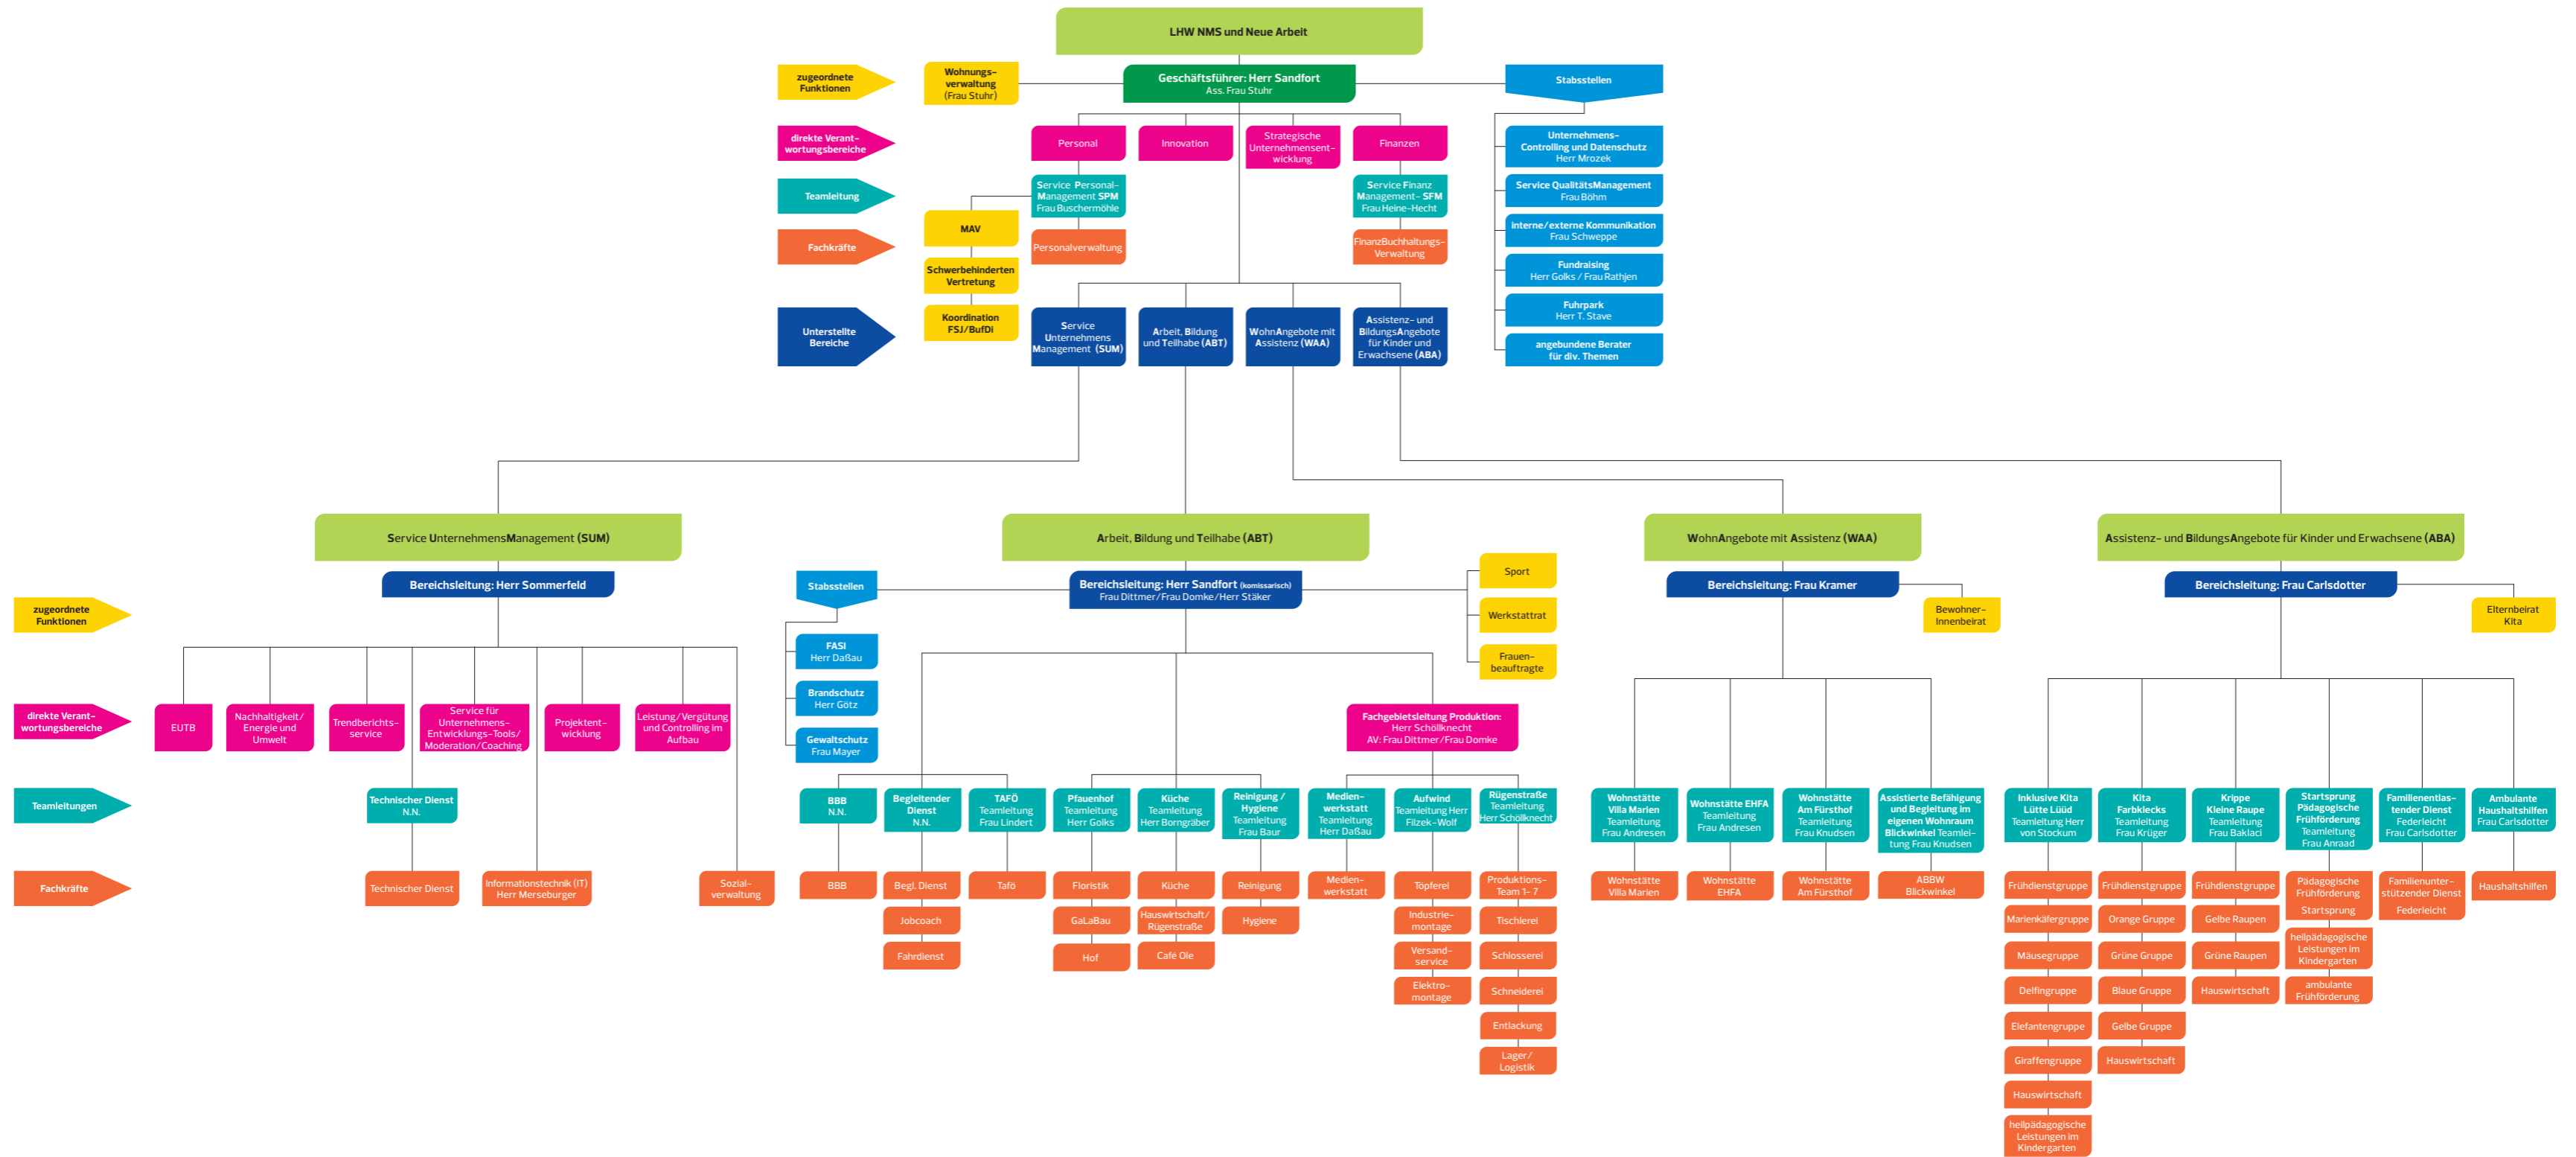 LHW NMS und Neue Arbeit
zugeordnete
Funktionen
Wohnungs-
verwaltung
(Frau Stuhr)
Geschäftsführer: Herr Sandfort
Ass. Frau Stuhr
Stabsstellen
direkte Verant-
wortungsbereiche
Personal
Innovation
Strategische
Unternehmensent-
wicklung
Finanzen
Unternehmens-
Controlling und Datenschutz
Herr Mrozek
Teamleitung
Service Personal-
Management SPM
Frau Buschermöhle
Service Finanz
Management- SFM
Frau Heine-Hecht
Service QualitätsManagement
Frau Böhm
MAV
interne/externe Kommunikation
Frau Schweppe
Fachkräfte
Personalverwaltung
FinanzBuchhaltungs-
Verwaltung
Schwerbehinderten
Vertretung
Fundraising
Herr Golks / Frau Rathjen
Koordination
FSJ/BufDi
Fuhrpark
Herr T. Stave
Unterstellte
Bereiche
Service
Unternehmens
Management (SUM)
Arbeit, Bildung
und Teilhabe (ABT)
WohnAngebote mit
Assistenz (WAA)
Assistenz- und
BildungsAngebote
für Kinder und
Erwachsene (ABA)
angebundene Berater
für div. Themen
Service UnternehmensManagement (SUM)
Arbeit, Bildung und Teilhabe (ABT)
WohnAngebote mit Assistenz (WAA)
Assistenz- und BildungsAngebote für Kinder und Erwachsene (ABA)
Bereichsleitung: Herr Sommerfeld
Stabsstellen
Bereichsleitung: Herr Sandfort (komissarisch)
Frau Dittmer/Frau Domke/Herr Stäker
Sport
Werkstattrat
Frauen-
beauftragte
Bereichsleitung: Frau Kramer
Bewohner-
Innenbeirat
Bereichsleitung: Frau Carlsdotter
Elternbeirat
Kita
zugeordnete
Funktionen
FASI
Herr Daßau
Brandschutz
Herr Götz
Gewaltschutz
Frau Mayer
direkte Verant-
wortungsbereiche
EUTB
Nachhaltigkeit/
Energie und
Umwelt
Trendberichts-
service
Service für
Unternehmens-
Entwicklungs-Tools/
Moderation/Coaching
Projektent-
wicklung
Leistung/Vergütung
und Controlling im
Aufbau
Fachgebietsleitung Produktion:
Herr Schöllknecht
AV: Frau Dittmer/Frau Domke
Teamleitungen
Technischer Dienst
N.N.
BBB
N.N.
Begleitender
Dienst
N.N.
TAFÖ
Teamleitung
Frau Lindert
Pfauenhof
Teamleitung
Herr Golks
Küche
Teamleitung
Herr Borngräber
Reinigung /
Hygiene
Teamleitung
Frau Baur
Medien-
werkstatt
Teamleitung
Herr Daßau
Aufwind
Teamleitung Herr
Filzek-Wolf
Rügenstraße
Teamleitung
Herr Schöllknecht
Wohnstätte
Villa Marien
Teamleitung
Frau Andresen
Wohnstätte EHFA
Teamleitung
Frau Andresen
Wohnstätte
Am Fürsthof
Teamleitung
Frau Knudsen
Assistierte Befähigung
und Begleitung im
eigenen Wohnraum
Blickwinkel Teamlei-
tung Frau Knudsen
Inklusive Kita
Lütte Lüüd
Teamleitung Herr
von Stockum
Kita
Farbklecks
Teamleitung
Frau Krüger
Krippe
Kleine Raupe
Teamleitung
Frau Baklaci
Startsprung
Pädagogische
Frühförderung
Teamleitung
Frau Anraad
Familienentlas-
tender Dienst
Federleicht
Frau Carlsdotter
Ambulante
Haushaltshilfen
Frau Carlsdotter
Fachkräfte
Technischer Dienst
Informationstechnik (IT)
Herr Merseburger
Sozial-
verwaltung
BBB
Begl. Dienst
Jobcoach
Fahrdienst
Tafö
Floristik
GaLaBau
Hof
Küche
Hauswirtschaft/
Rügenstraße
Café Ole
Reinigung
Hygiene
Medien-
werkstatt
Töpferei
Industrie-
montage
Versand-
service
Elektro-
montage
Produktions-
Team 1- 7
Tischlerei
Schlosserei
Schneiderei
Entlackung
Lager/
Logistik
Wohnstätte
Villa Marien
Wohnstätte
EHFA
Wohnstätte
Am Fürsthof
ABBW
Blickwinkel
Frühdienstgruppe
Marienkäfergruppe
Mäusegruppe
Delfingruppe
Elefantengruppe
Giraffengruppe
Hauswirtschaft
heilpädagogische
Leistungen im
Kindergarten
Frühdienstgruppe
Orange Gruppe
Grüne Gruppe
Blaue Gruppe
Gelbe Gruppe
Hauswirtschaft
Frühdienstgruppe
Gelbe Raupen
Grüne Raupen
Hauswirtschaft
Pädagogische
Frühförderung
Startsprung
heilpädagogische
Leistungen im
Kindergarten
ambulante
Frühförderung
Familienunter-
stützender Dienst
Federleicht
Haushaltshilfen